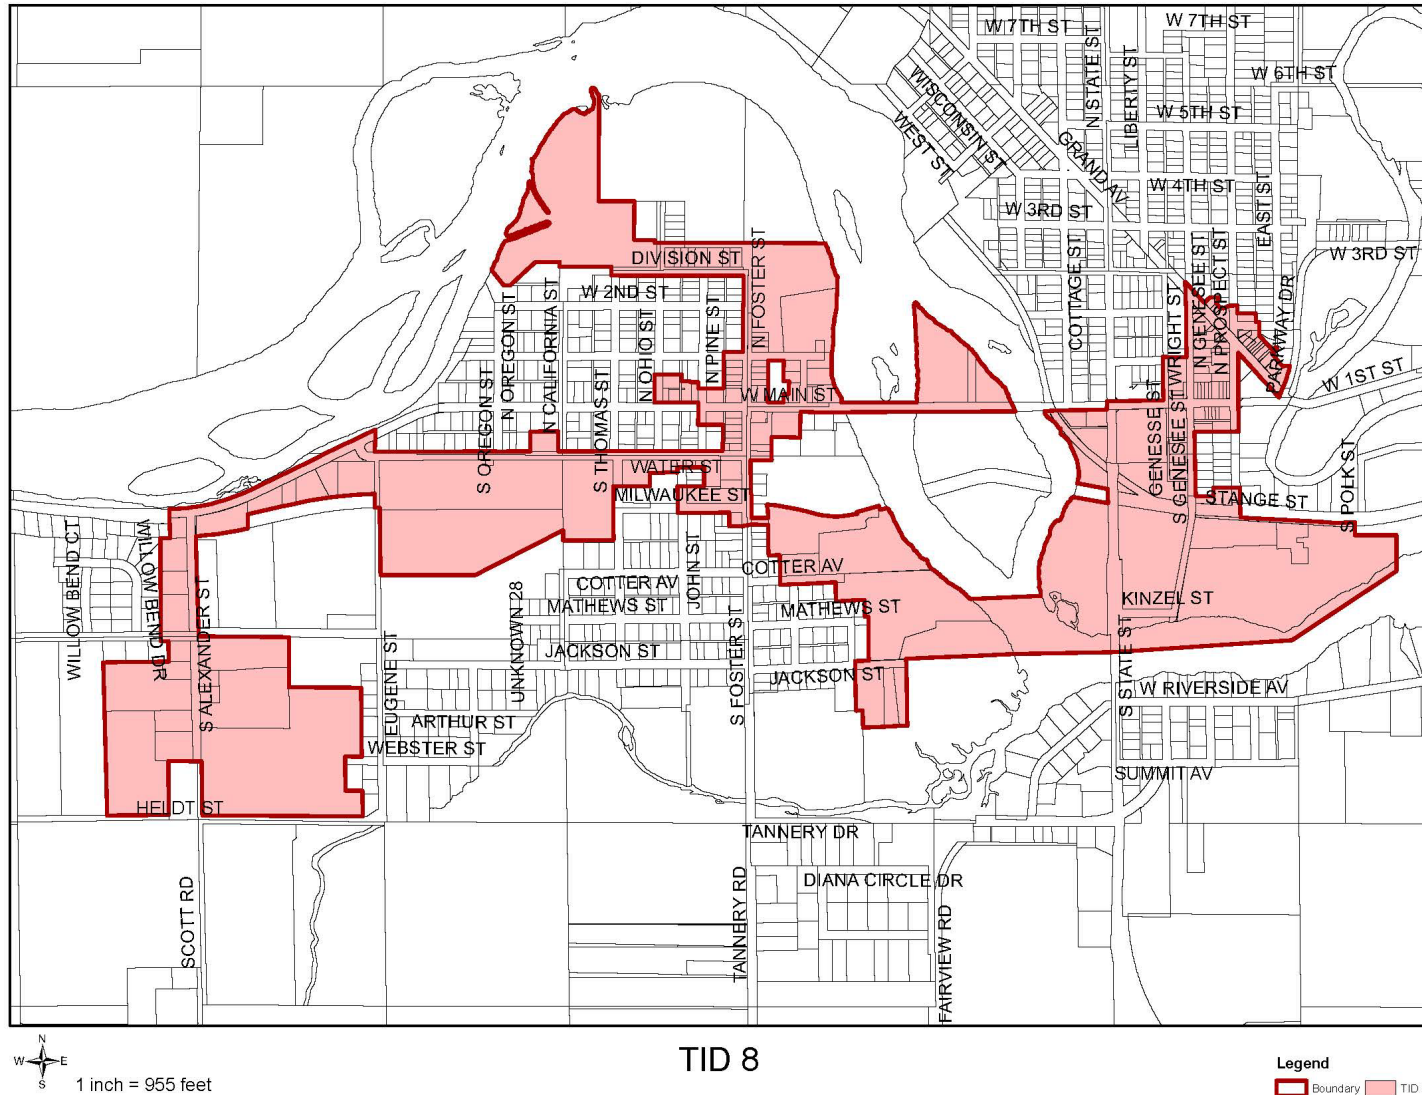 W 7TH ST
W 7TH ST
N STATE ST
LIBERTY ST
W 6TH ST
WISCONSIN ST
WEST ST
W 5TH ST
GRAND AV
W 4TH ST
EAST ST
W 3RD ST
W 3RD ST
COTTAGE ST
N GENESEE ST
N PROSPECT ST
PARKWAY DR
WRIGHT ST
DIVISION ST
N FOSTER ST
W 2ND ST
N OREGON ST
N CALIFORNIA ST
N OHIO ST
N PINE ST
W 1ST ST
W MAIN ST
S OREGON ST
S THOMAS ST
GENESSE ST
S GENESEE ST
WATER ST
MILWAUKEE ST
STANGE ST
S POLK ST
WILLOW BEND CT
WILLOW BEND DR
S ALEXANDER ST
COTTER AV
COTTER AV
JOHN ST
UNKNOWN 28
MATHEWS ST
MATHEWS ST
KINZEL ST
EUGENE ST
JACKSON ST
JACKSON ST
S FOSTER ST
S STATE ST
W RIVERSIDE AV
ARTHUR ST
WEBSTER ST
SUMMIT AV
HELDT ST
TANNERY DR
DIANA CIRCLE DR
SCOTT RD
TANNERY RD
FAIRVIEW RD
N
W E
S
1 inch = 955 feet
TID 8
Legend
Boundary TID